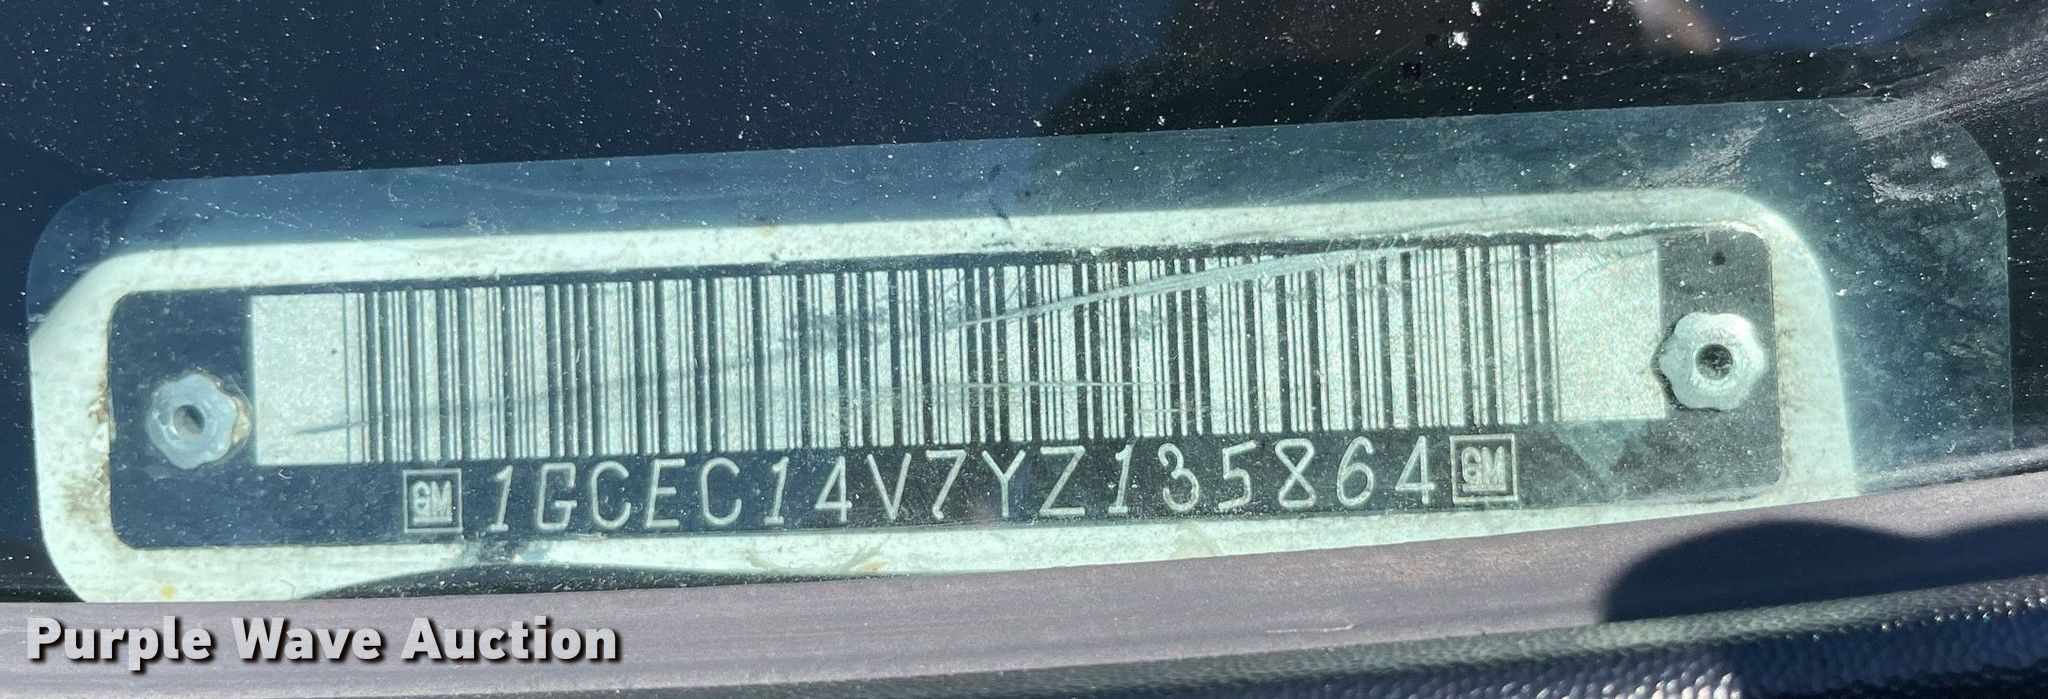 GM 1GCEC14V7YZ135864 GM
Purple Wave Auction